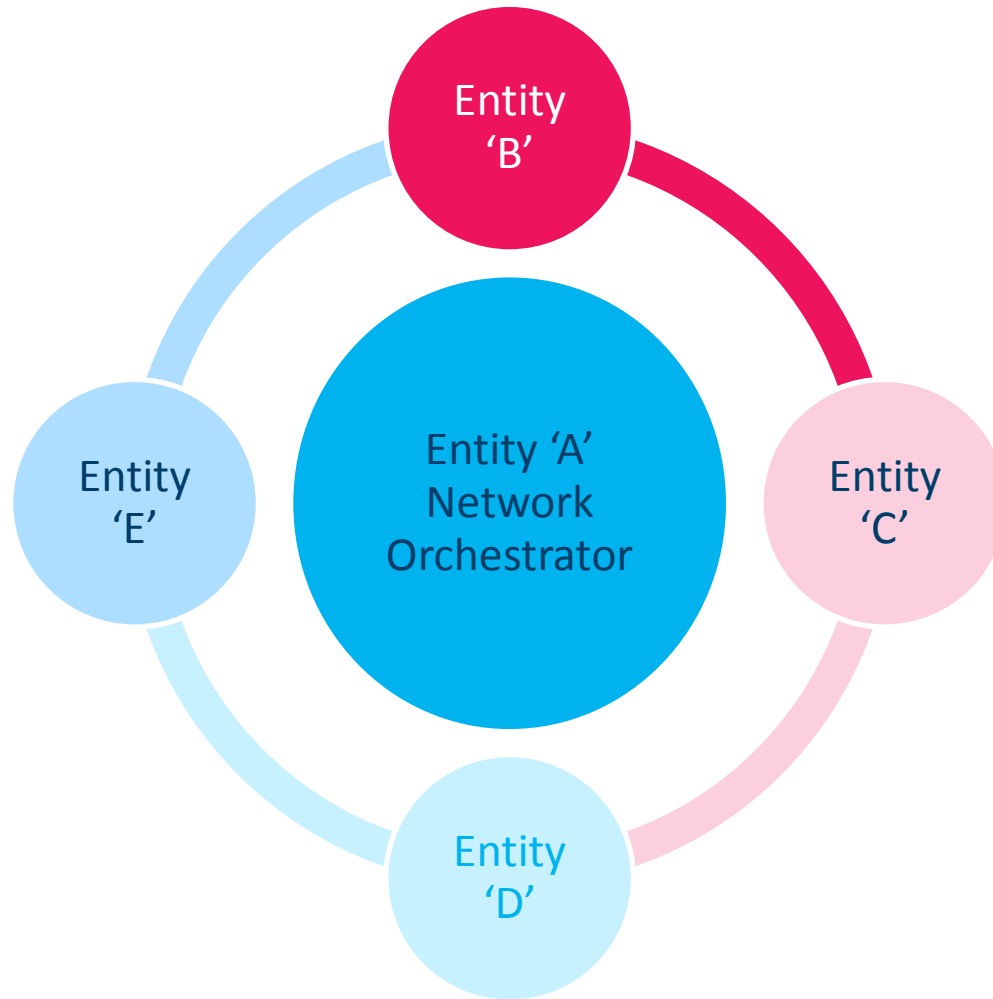 Entity
‘B’
Entity
‘E’
Entity ‘A’
Network
Orchestrator
Entity
‘C’
Entity
‘D’